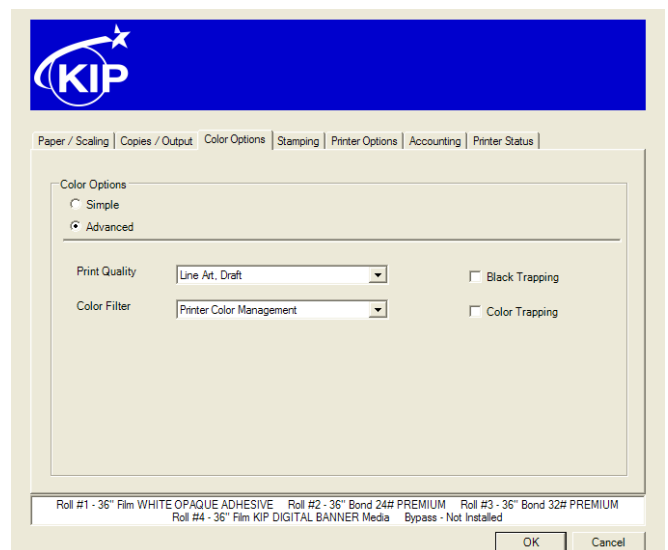 KIP
Paper / Scaling Copies / Output Color Options Stamping Printer Options Accounting Printer Status
Color Options
Simple
Advanced
Print Quality Line Art, Draft Black Trapping
Color Filter Printer Color Management Color Trapping
Roll #1 - 36" Film WHITE OPAQUE ADHESIVE Roll #2 - 36" Bond 24# PREMIUM Roll #3 - 36" Bond 32# PREMIUM
Roll #4 - 36" Film KIP DIGITAL BANNER Media Bypass - Not Installed
OK Cancel